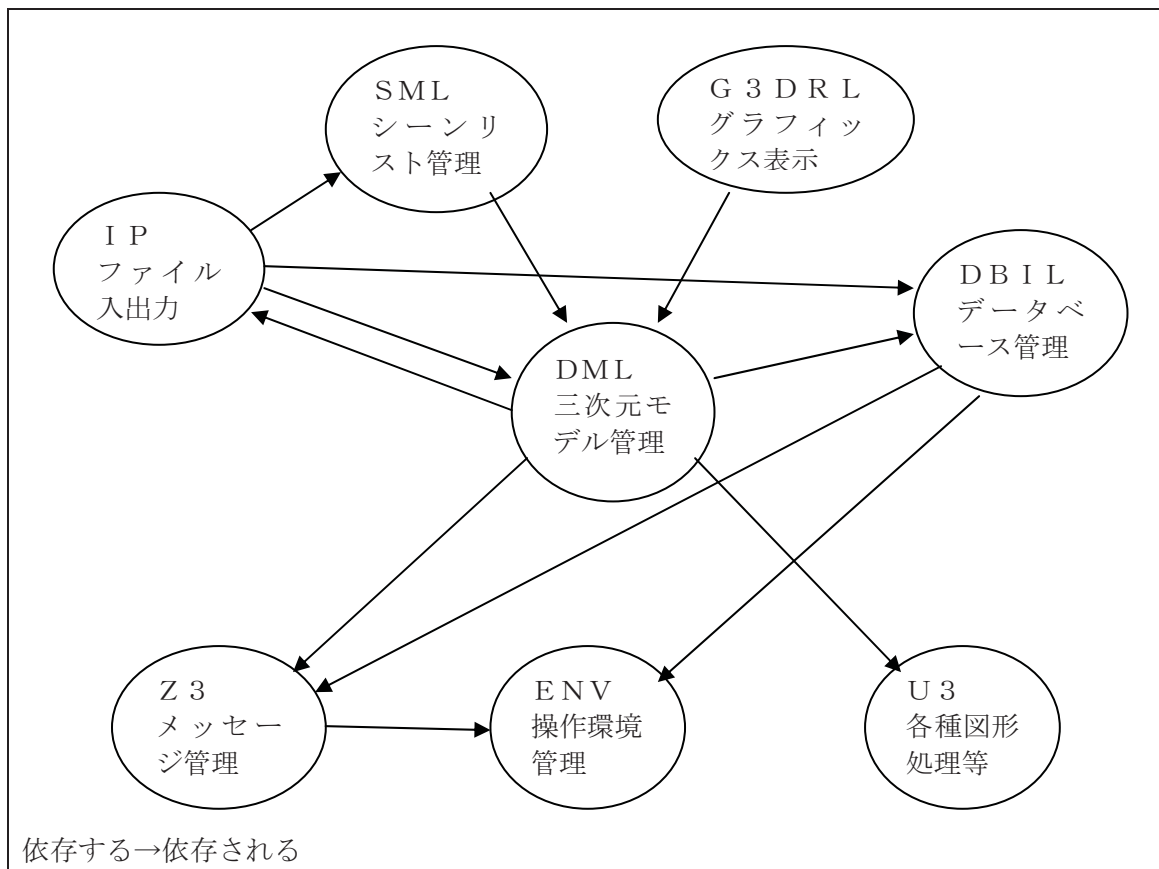 SML
シーンリ
スト管理
G3DRL
グラフィッ
クス表示
IP
ファイル
入出力
DBIL
データベ
ース管理
DML
三次元モ
デル管理
Z3
メッセー
ジ管理
ENV
操作環境
管理
U3
各種図形
処理等
依存する→依存される